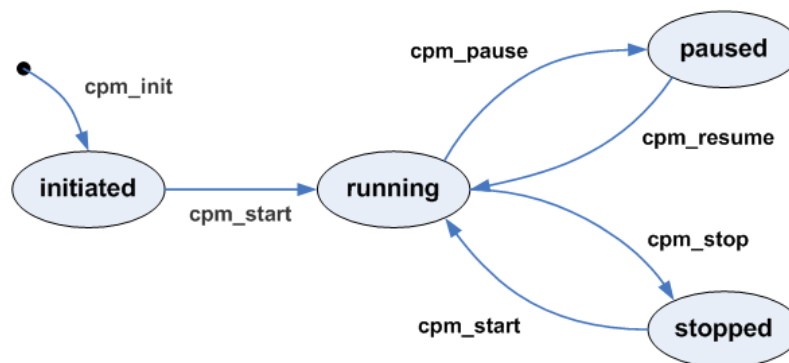 cpm_init
initiated
cpm_start
running
cpm_pause
paused
cpm_resume
cpm_stop
cpm_start
stopped